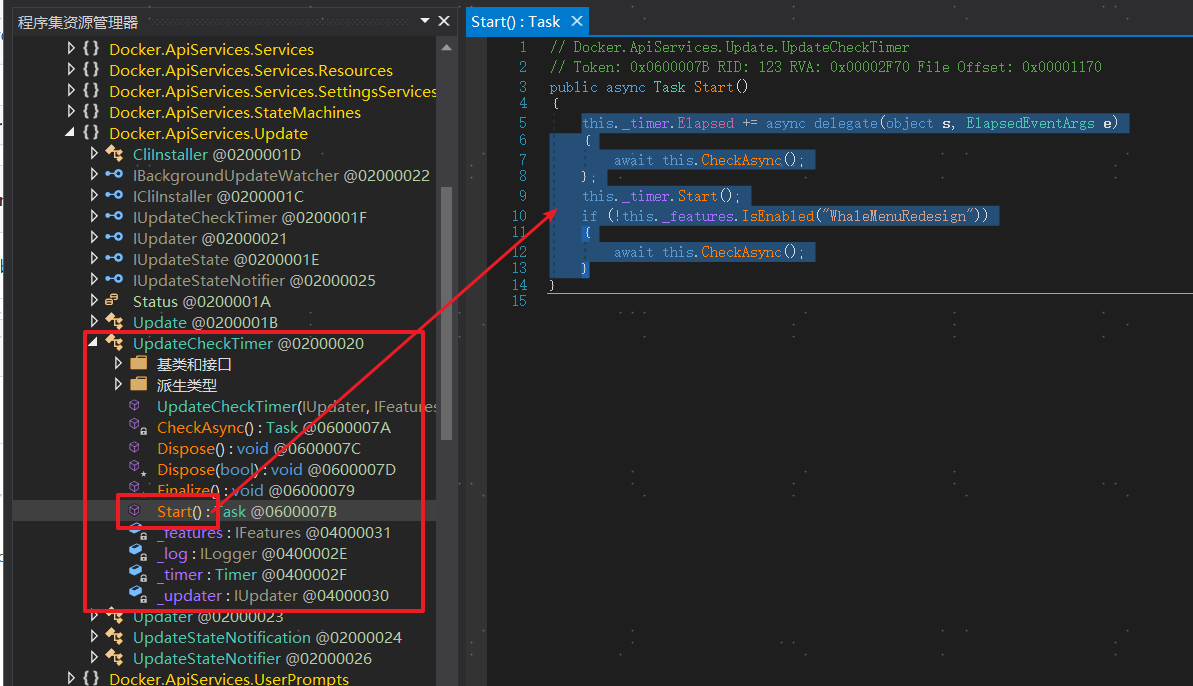 程序集资源管理器
{ } Docker.ApiServices.Services
{ } Docker.ApiServices.Services.Resources
{ } Docker.ApiServices.Services.SettingsServices
{ } Docker.ApiServices.StateMachines
{ } Docker.ApiServices.Update
CliInstaller @0200001D
IBackgroundUpdateWatcher @02000022
ICliInstaller @0200001C
IUpdateCheckTimer @0200001F
IUpdater @02000021
IUpdateState @0200001E
IUpdateStateNotifier @02000025
Status @0200001A
Update @0200001B
UpdateCheckTimer @02000020
基类和接口
派生类型
UpdateCheckTimer(IUpdater, IFeatures
CheckAsync() : Task @0600007A
Dispose() : void @0600007C
Dispose(bool) : void @0600007D
Finalize() : void @06000079
Start() : Task @0600007B
_features : IFeatures @04000031
_log : ILogger @0400002E
_timer : Timer @0400002F
_updater : IUpdater @04000030
Updater @02000023
UpdateStateNotification @02000024
UpdateStateNotifier @02000026
{ } Docker.ApiServices.UserPrompts
Start() : Task
1 // Docker.ApiServices.Update.UpdateCheckTimer
2 // Token: 0x0600007B RID: 123 RVA: 0x00002F70 File Offset: 0x00001170
3 public async Task Start()
4 {
5 this._timer.Elapsed += async delegate(object s, ElapsedEventArgs e)
6 {
7 await this.CheckAsync();
8 };
9 this._timer.Start();
10 if (!this._features.IsEnabled("WhaleMenuRedesign"))
11 {
12 await this.CheckAsync();
13 }
14 }
15